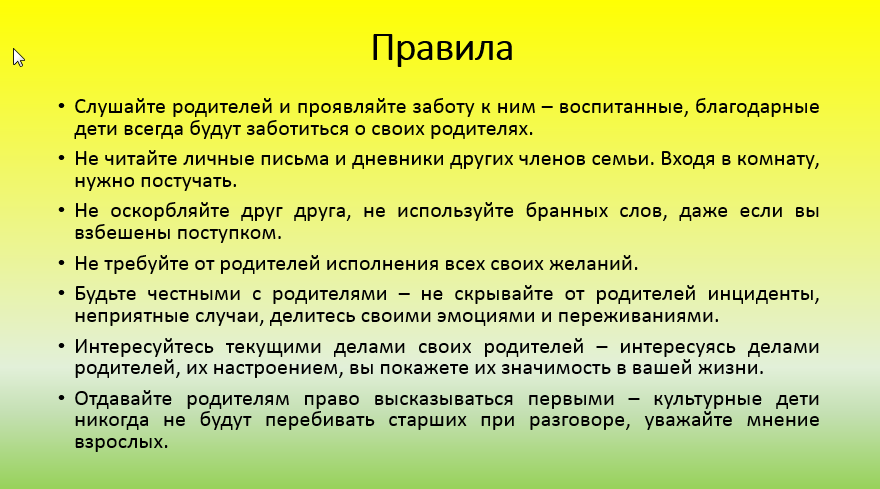 Правила
• Слушайте родителей и проявляйте заботу к ним – воспитанные, благодарные
дети всегда будут заботиться о своих родителях.
• Не читайте личные письма и дневники других членов семьи. Входя в комнату,
нужно постучать.
• Не оскорбляйте друг друга, не используйте бранных слов, даже если вы
взбешены поступком.
• Не требуйте от родителей исполнения всех своих желаний.
• Будьте честными с родителями – не скрывайте от родителей инциденты,
неприятные случаи, делитесь своими эмоциями и переживаниями.
• Интересуйтесь текущими делами своих родителей – интересуясь делами
родителей, их настроением, вы покажете их значимость в вашей жизни.
• Отдавайте родителям право высказываться первыми – культурные дети
никогда не будут перебивать старших при разговоре, уважайте мнение
взрослых.